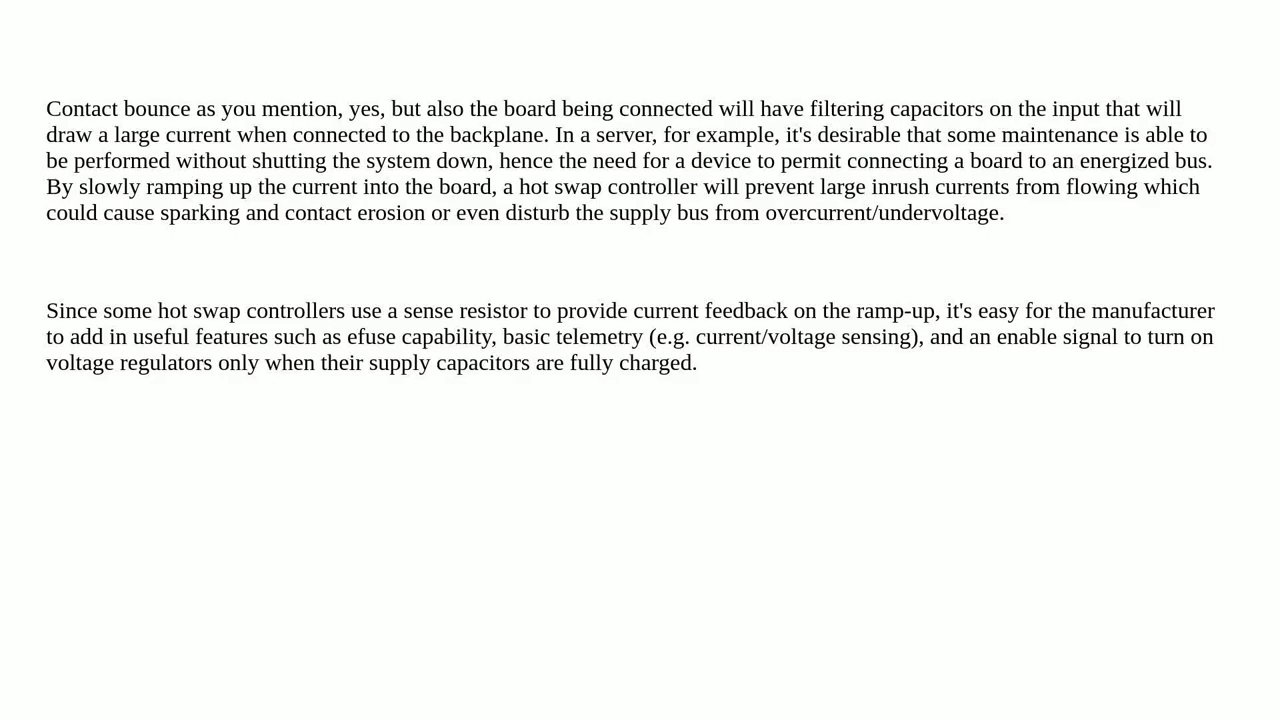 Contact bounce as you mention, yes, but also the board being connected will have filtering capacitors on the input that will
draw a large current when connected to the backplane. In a server, for example, it's desirable that some maintenance is able to
be performed without shutting the system down, hence the need for a device to permit connecting a board to an energized bus.
By slowly ramping up the current into the board, a hot swap controller will prevent large inrush currents from flowing which
could cause sparking and contact erosion or even disturb the supply bus from overcurrent/undervoltage.
Since some hot swap controllers use a sense resistor to provide current feedback on the ramp-up, it's easy for the manufacturer
to add in useful features such as efuse capability, basic telemetry (e.g. current/voltage sensing), and an enable signal to turn on
voltage regulators only when their supply capacitors are fully charged.